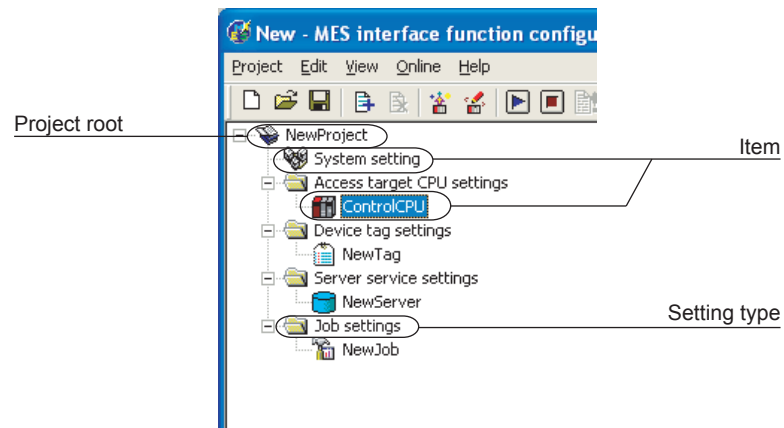 New - MES interface function configu
Project Edit View Online Help
Project root
NewProject
Item
System setting
Access target CPU settings
ControlCPU
Device tag settings
NewTag
Server service settings
NewServer
Setting type
Job settings
NewJob